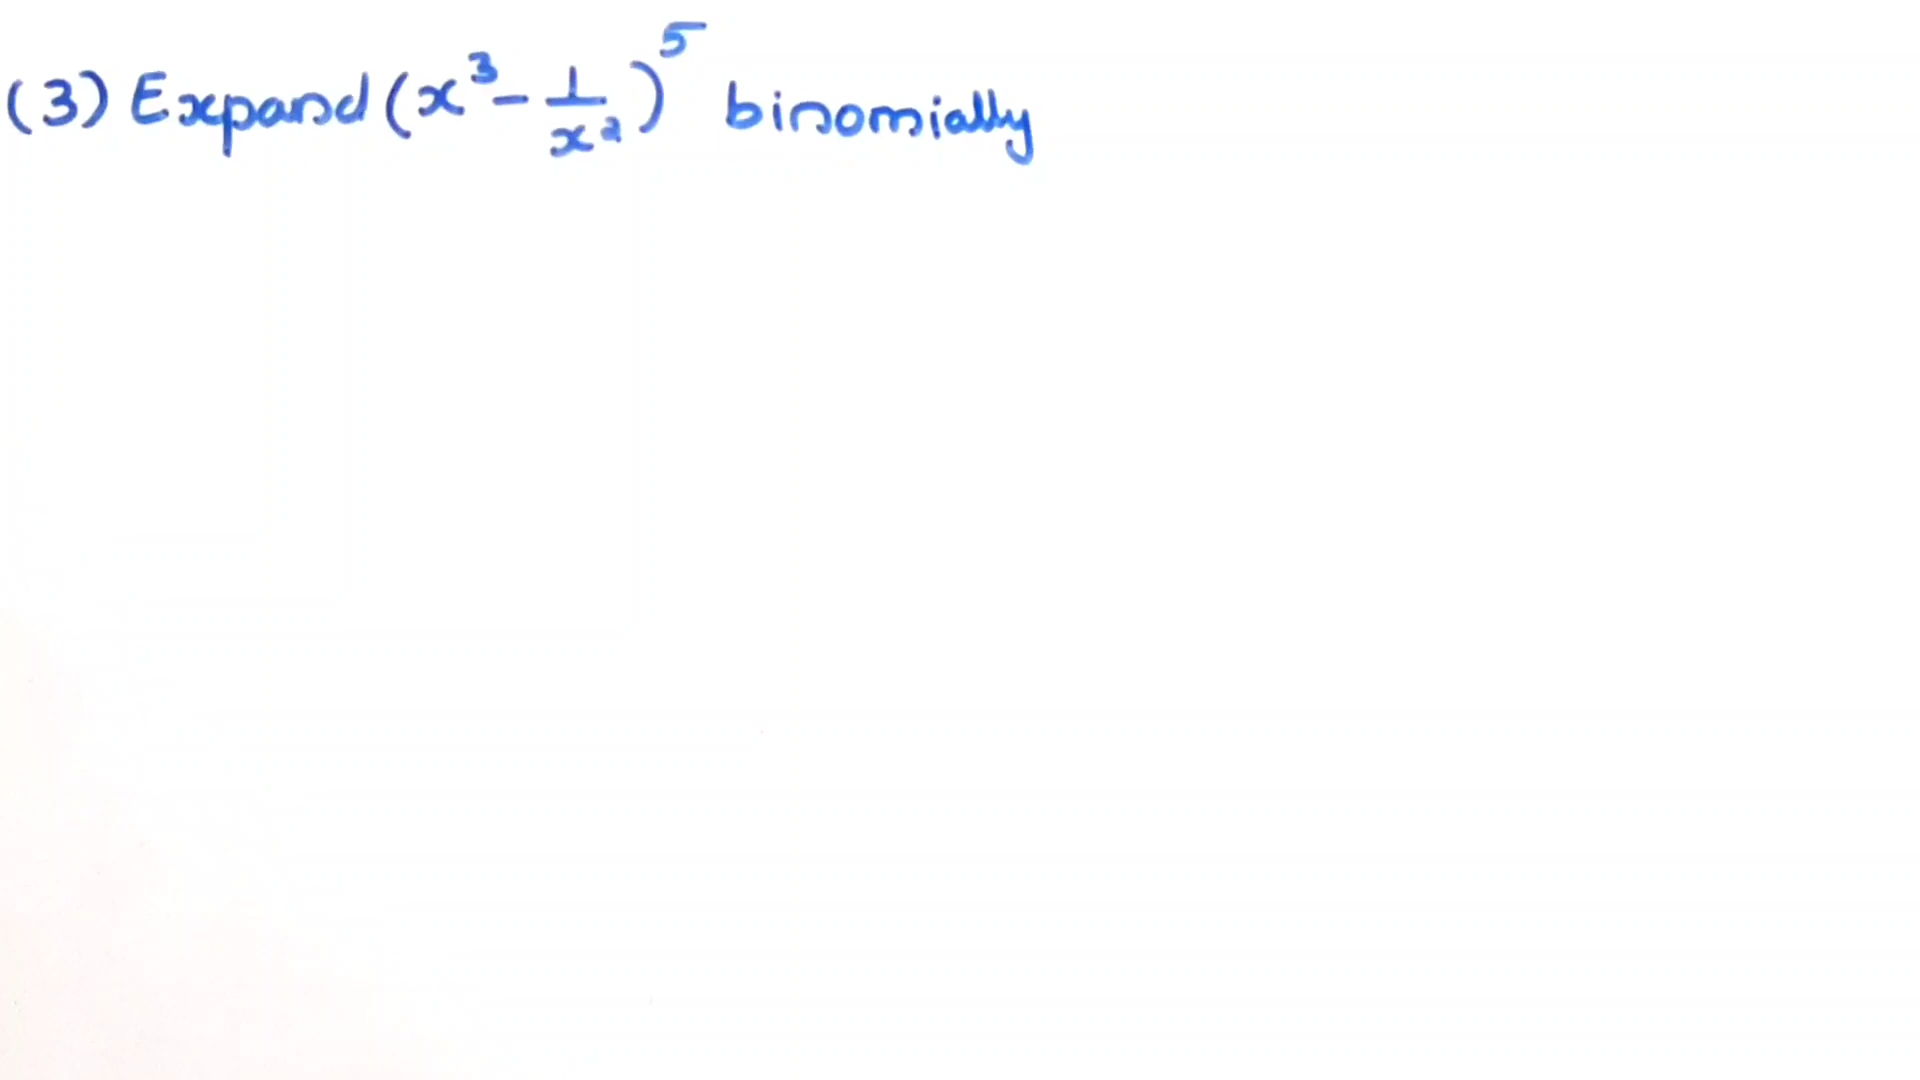 (3) Expand (x³ - 1/x²)⁵ binomially